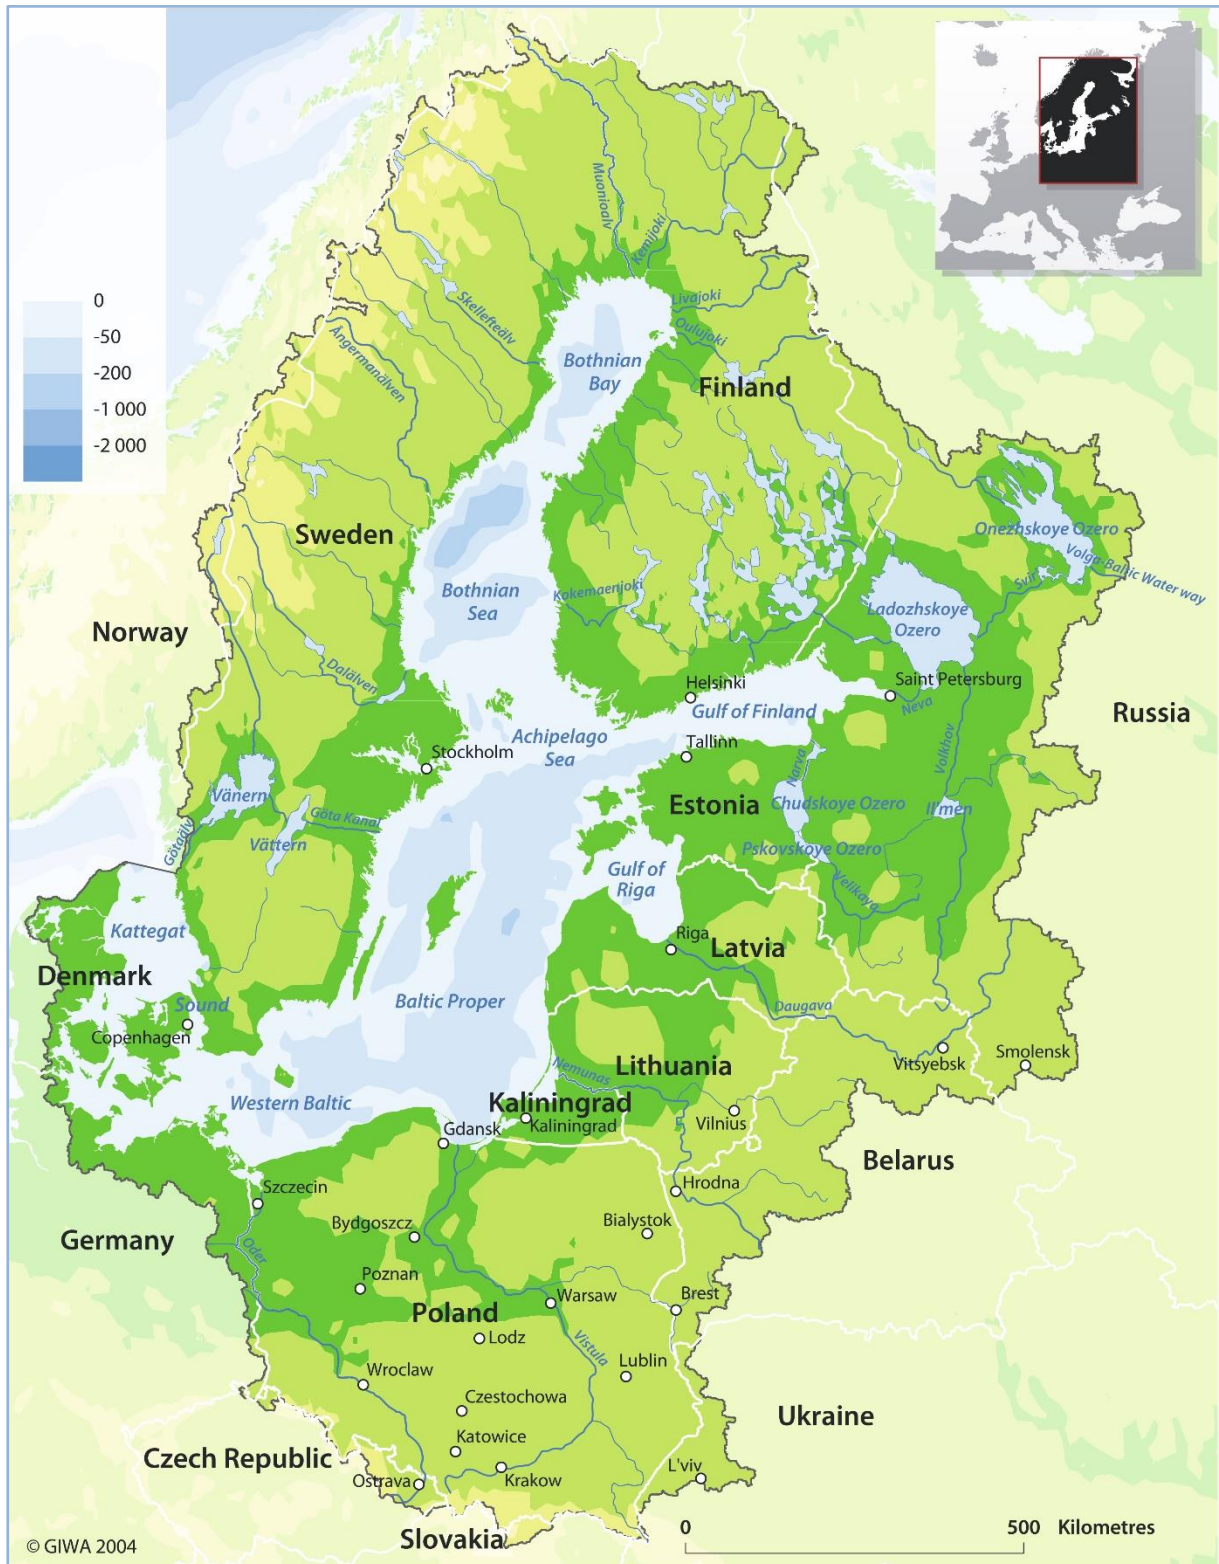 0
-50
-200
-1 000
-2 000
Muonioalv
Kemijoki
Livajoki
Oulujoki
Skellefteälv
Ångermanälven
Bothnian
Bay
Finland
Sweden
Onezhskoye Ozero
Volga-Baltic Water way
Svir
Bothnian
Sea
Kokemaenjoki
Ladozhskoye
Ozero
Norway
Dalälven
Helsinki
Saint Petersburg
Gulf of Finland
Neva
Russia
Achipelago
Sea
Tallinn
Stockholm
Narva
Volkhov
Vänern
Götaälv
Göta Kanal
Vättern
Estonia
Chudskoye Ozero
Il'men
Pskovskoye Ozero
Velikaya
Gulf of
Riga
Kattegat
Riga
Latvia
Denmark
Sound
Baltic Proper
Daugava
Copenhagen
Vitsyebsk
Smolensk
Lithuania
Nemunas
Western Baltic
Kaliningrad
Kaliningrad
Vilnius
Gdansk
Belarus
Szczecin
Hrodna
Bydgoszcz
Bialystok
Germany
Oder
Poznan
Warsaw
Brest
Poland
Lodz
Vistula
Wroclaw
Lublin
Czestochowa
Ukraine
Katowice
Czech Republic
Krakow
L'viv
Ostrava
Slovakia
0
500 Kilometres
© GIWA 2004